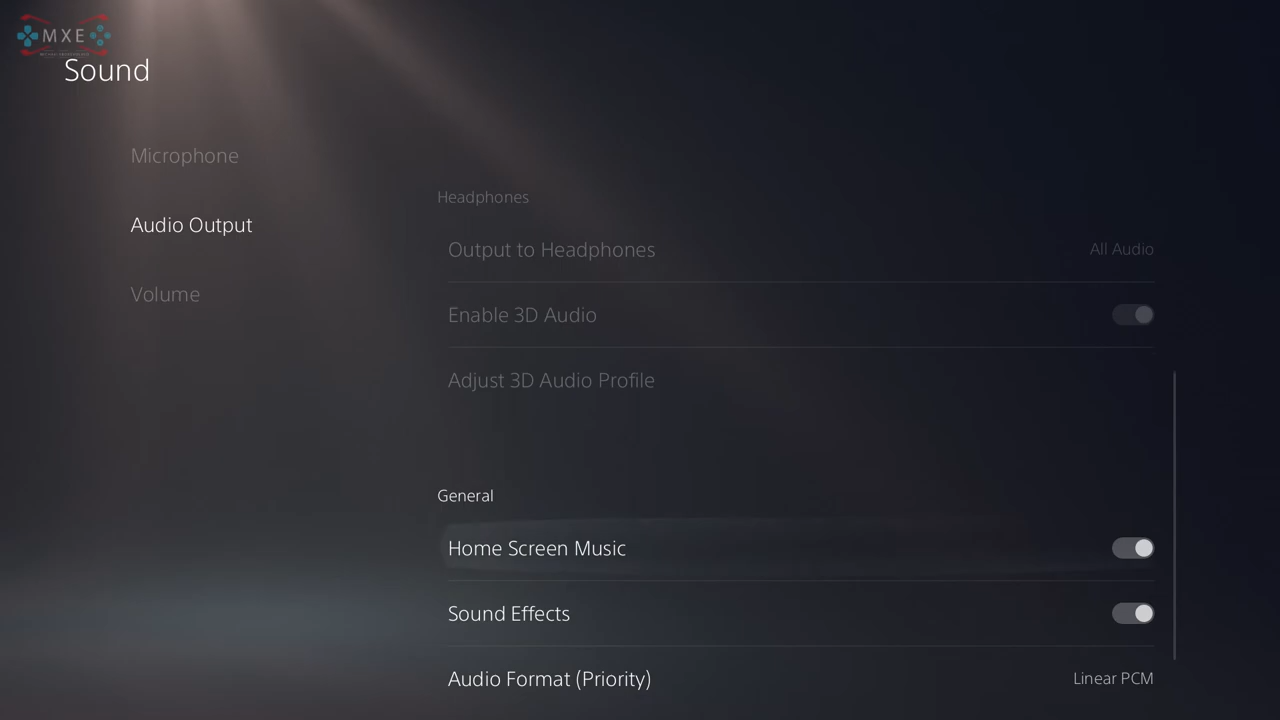 MXE
Sound
Microphone
Audio Output
Volume
Headphones
Output to Headphones All Audio
Enable 3D Audio
Adjust 3D Audio Profile
General
Home Screen Music
Sound Effects
Audio Format (Priority) Linear PCM